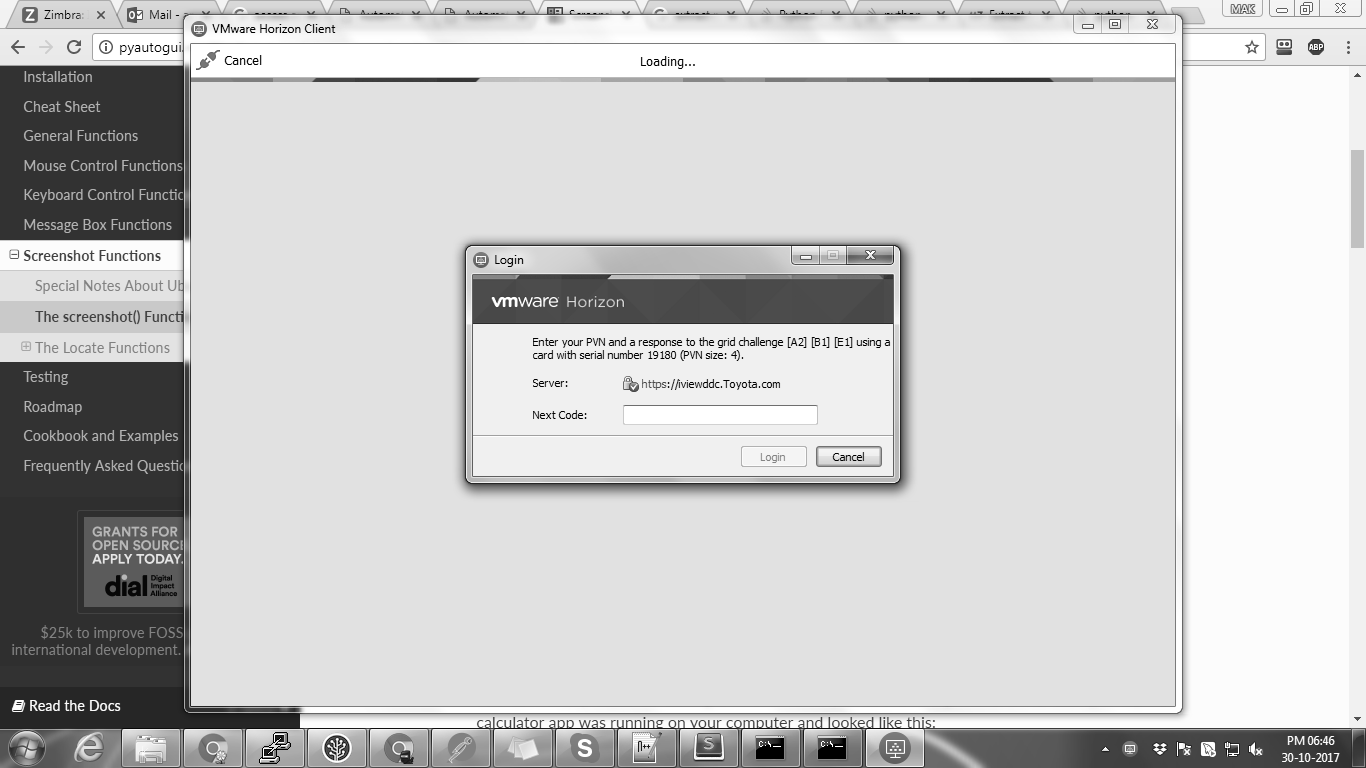 Zimbra:
Mail - a
Screens
Python
python
Extract
python
MAK
pyautogui
ABP
VMware Horizon Client
Cancel
Loading...
Installation
Cheat Sheet
General Functions
Mouse Control Functions
Keyboard Control Functio
Message Box Functions
Screenshot Functions
Special Notes About Ub
The screenshot() Functi
The Locate Functions
Testing
Roadmap
Cookbook and Examples
Frequently Asked Questio
GRANTS FOR
OPEN SOURCE
APPLY TODAY.
dial Digital
Impact
Alliance
$25k to improve FOSS
international development.
Read the Docs
Login
vmware Horizon
Enter your PVN and a response to the grid challenge [A2] [B1] [E1] using a
card with serial number 19180 (PVN size: 4).
Server: https://iviewddc.Toyota.com
Next Code:
Login Cancel
calculator app was running on your computer and looked like this:
PM 06:46
30-10-2017